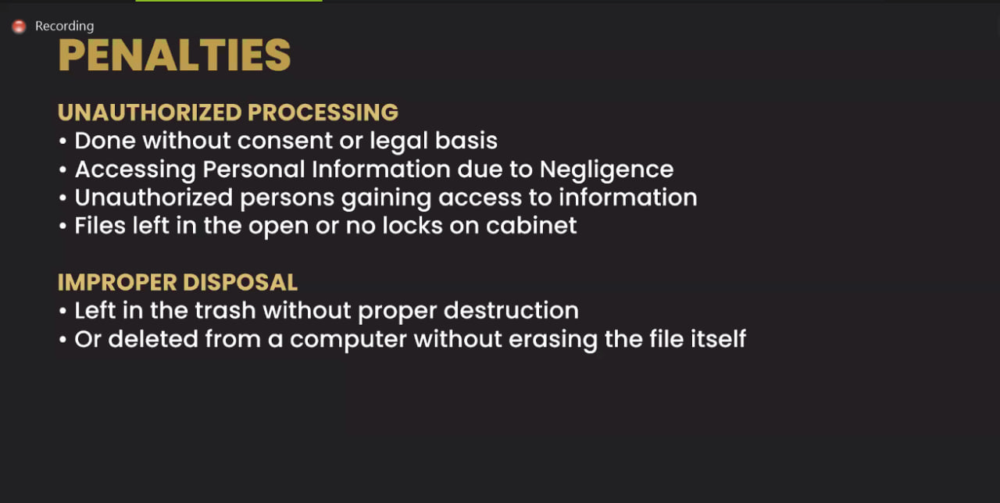 Recording
PENALTIES
UNAUTHORIZED PROCESSING
• Done without consent or legal basis
• Accessing Personal Information due to Negligence
• Unauthorized persons gaining access to information
• Files left in the open or no locks on cabinet
IMPROPER DISPOSAL
• Left in the trash without proper destruction
• Or deleted from a computer without erasing the file itself